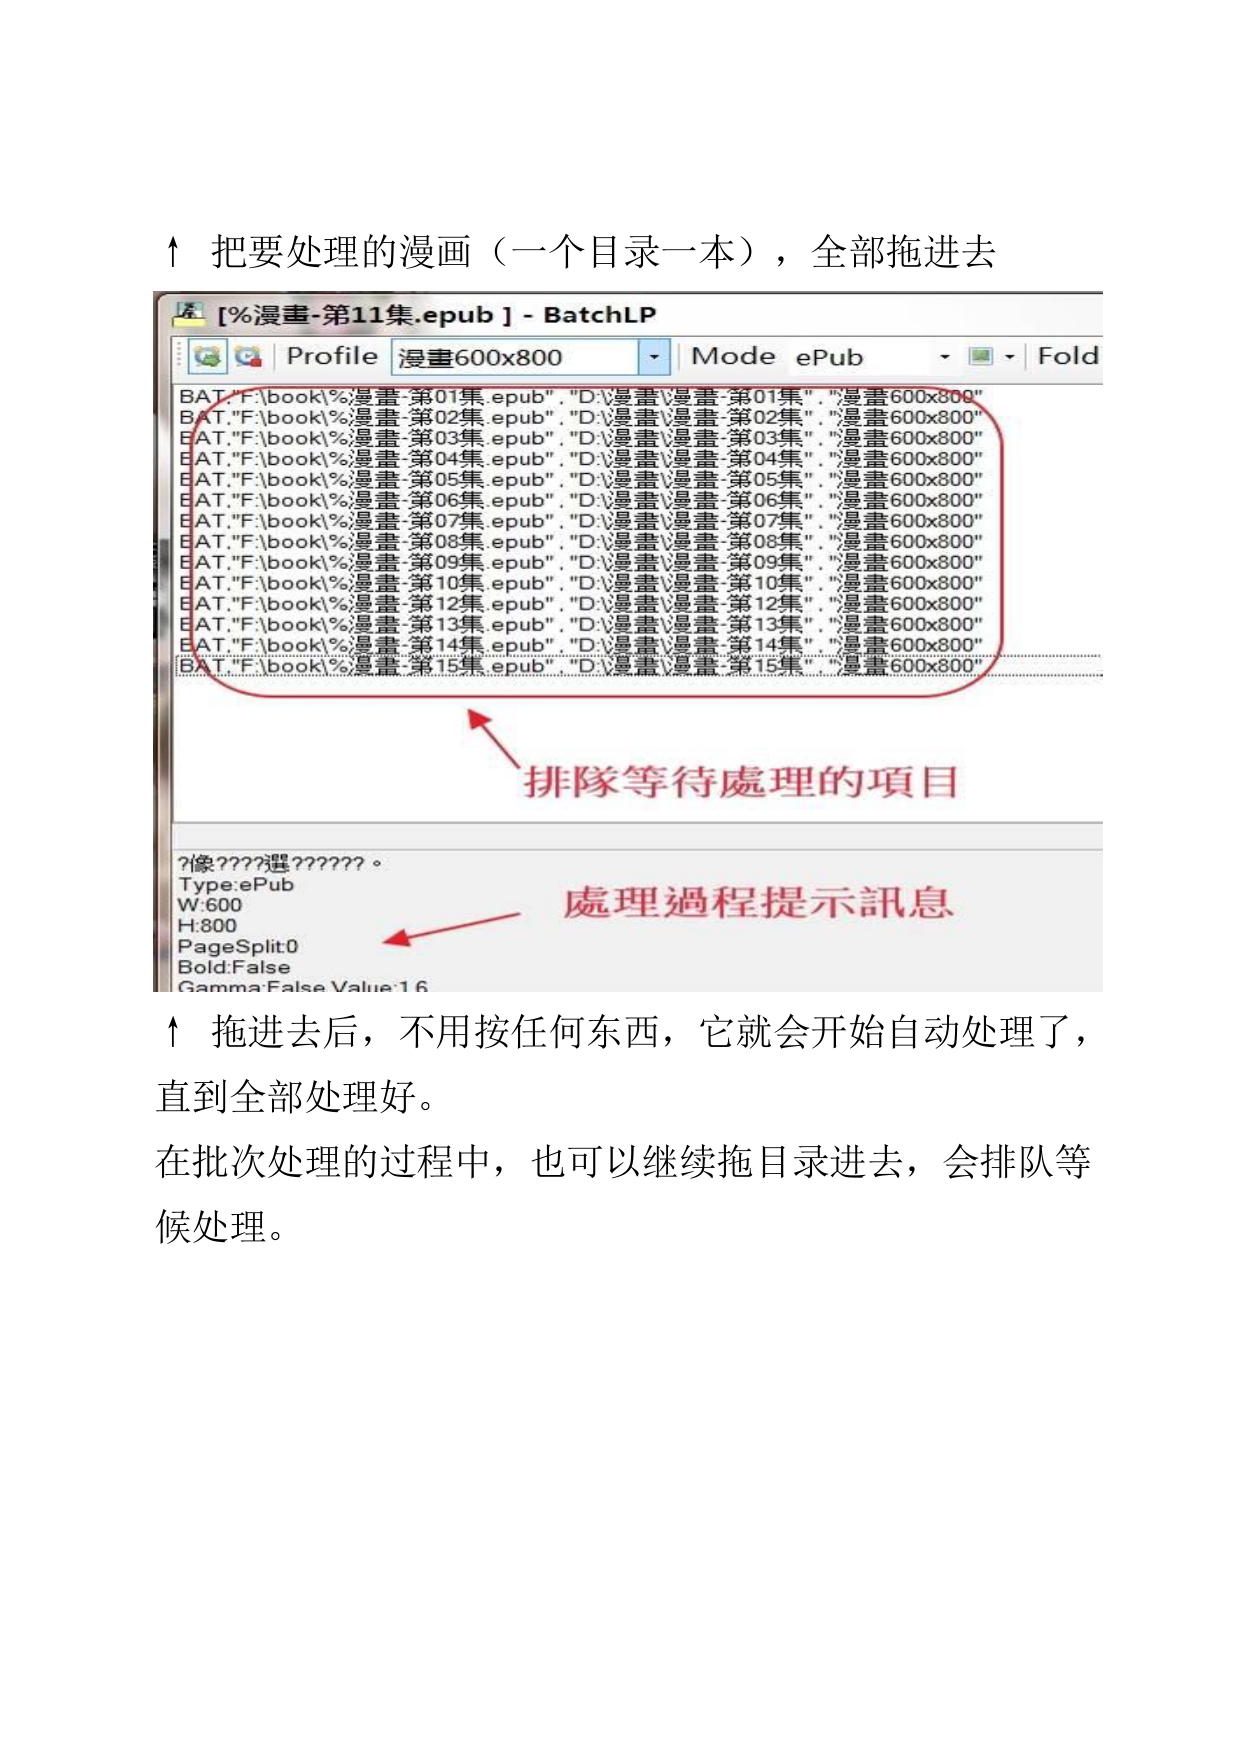 ↑ 把要处理的漫画（一个目录一本），全部拖进去
[%漫畫-第11集.epub ] - BatchLP
Profile 漫畫600x800 Mode ePub Fold
BAT,"F:\book\%漫畫-第01集.epub","D:\漫畫\漫畫-第01集","漫畫600x800"
BAT,"F:\book\%漫畫-第02集.epub","D:\漫畫\漫畫-第02集","漫畫600x800"
BAT,"F:\book\%漫畫-第03集.epub","D:\漫畫\漫畫-第03集","漫畫600x800"
BAT,"F:\book\%漫畫-第04集.epub","D:\漫畫\漫畫-第04集","漫畫600x800"
BAT,"F:\book\%漫畫-第05集.epub","D:\漫畫\漫畫-第05集","漫畫600x800"
BAT,"F:\book\%漫畫-第06集.epub","D:\漫畫\漫畫-第06集","漫畫600x800"
BAT,"F:\book\%漫畫-第07集.epub","D:\漫畫\漫畫-第07集","漫畫600x800"
BAT,"F:\book\%漫畫-第08集.epub","D:\漫畫\漫畫-第08集","漫畫600x800"
BAT,"F:\book\%漫畫-第09集.epub","D:\漫畫\漫畫-第09集","漫畫600x800"
BAT,"F:\book\%漫畫-第10集.epub","D:\漫畫\漫畫-第10集","漫畫600x800"
BAT,"F:\book\%漫畫-第12集.epub","D:\漫畫\漫畫-第12集","漫畫600x800"
BAT,"F:\book\%漫畫-第13集.epub","D:\漫畫\漫畫-第13集","漫畫600x800"
BAT,"F:\book\%漫畫-第14集.epub","D:\漫畫\漫畫-第14集","漫畫600x800"
BAT,"F:\book\%漫畫-第15集.epub","D:\漫畫\漫畫-第15集","漫畫600x800"
排隊等待處理的項目
?像????選??????。
Type:ePub
處理過程提示訊息
W:600
H:800
PageSplit:0
Bold:False
Gamma:False Value:1.6
↑ 拖进去后，不用按任何东西，它就会开始自动处理了，
直到全部处理好。
在批次处理的过程中，也可以继续拖目录进去，会排队等
候处理。